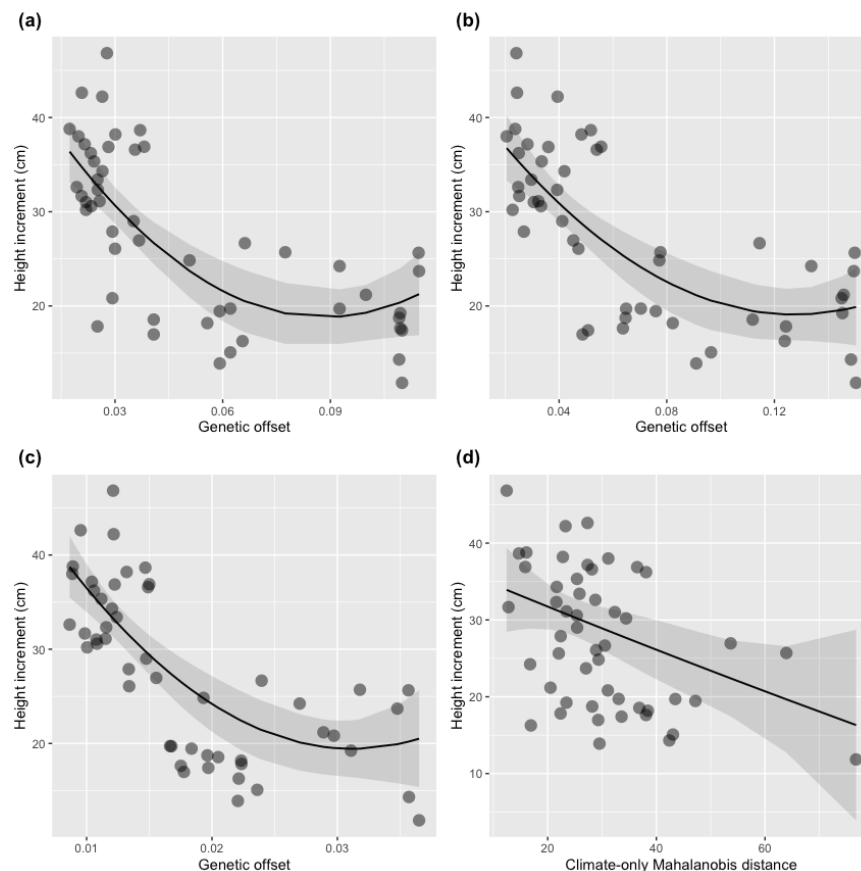 (a)
Height increment (cm)
40
30
20
0.03
0.06
0.09
Genetic offset
(b)
Height increment (cm)
40
30
20
0.04
0.08
0.12
Genetic offset
(c)
Height increment (cm)
40
30
20
0.01
0.02
0.03
Genetic offset
(d)
Height increment (cm)
40
30
20
10
20
40
60
Climate-only Mahalanobis distance